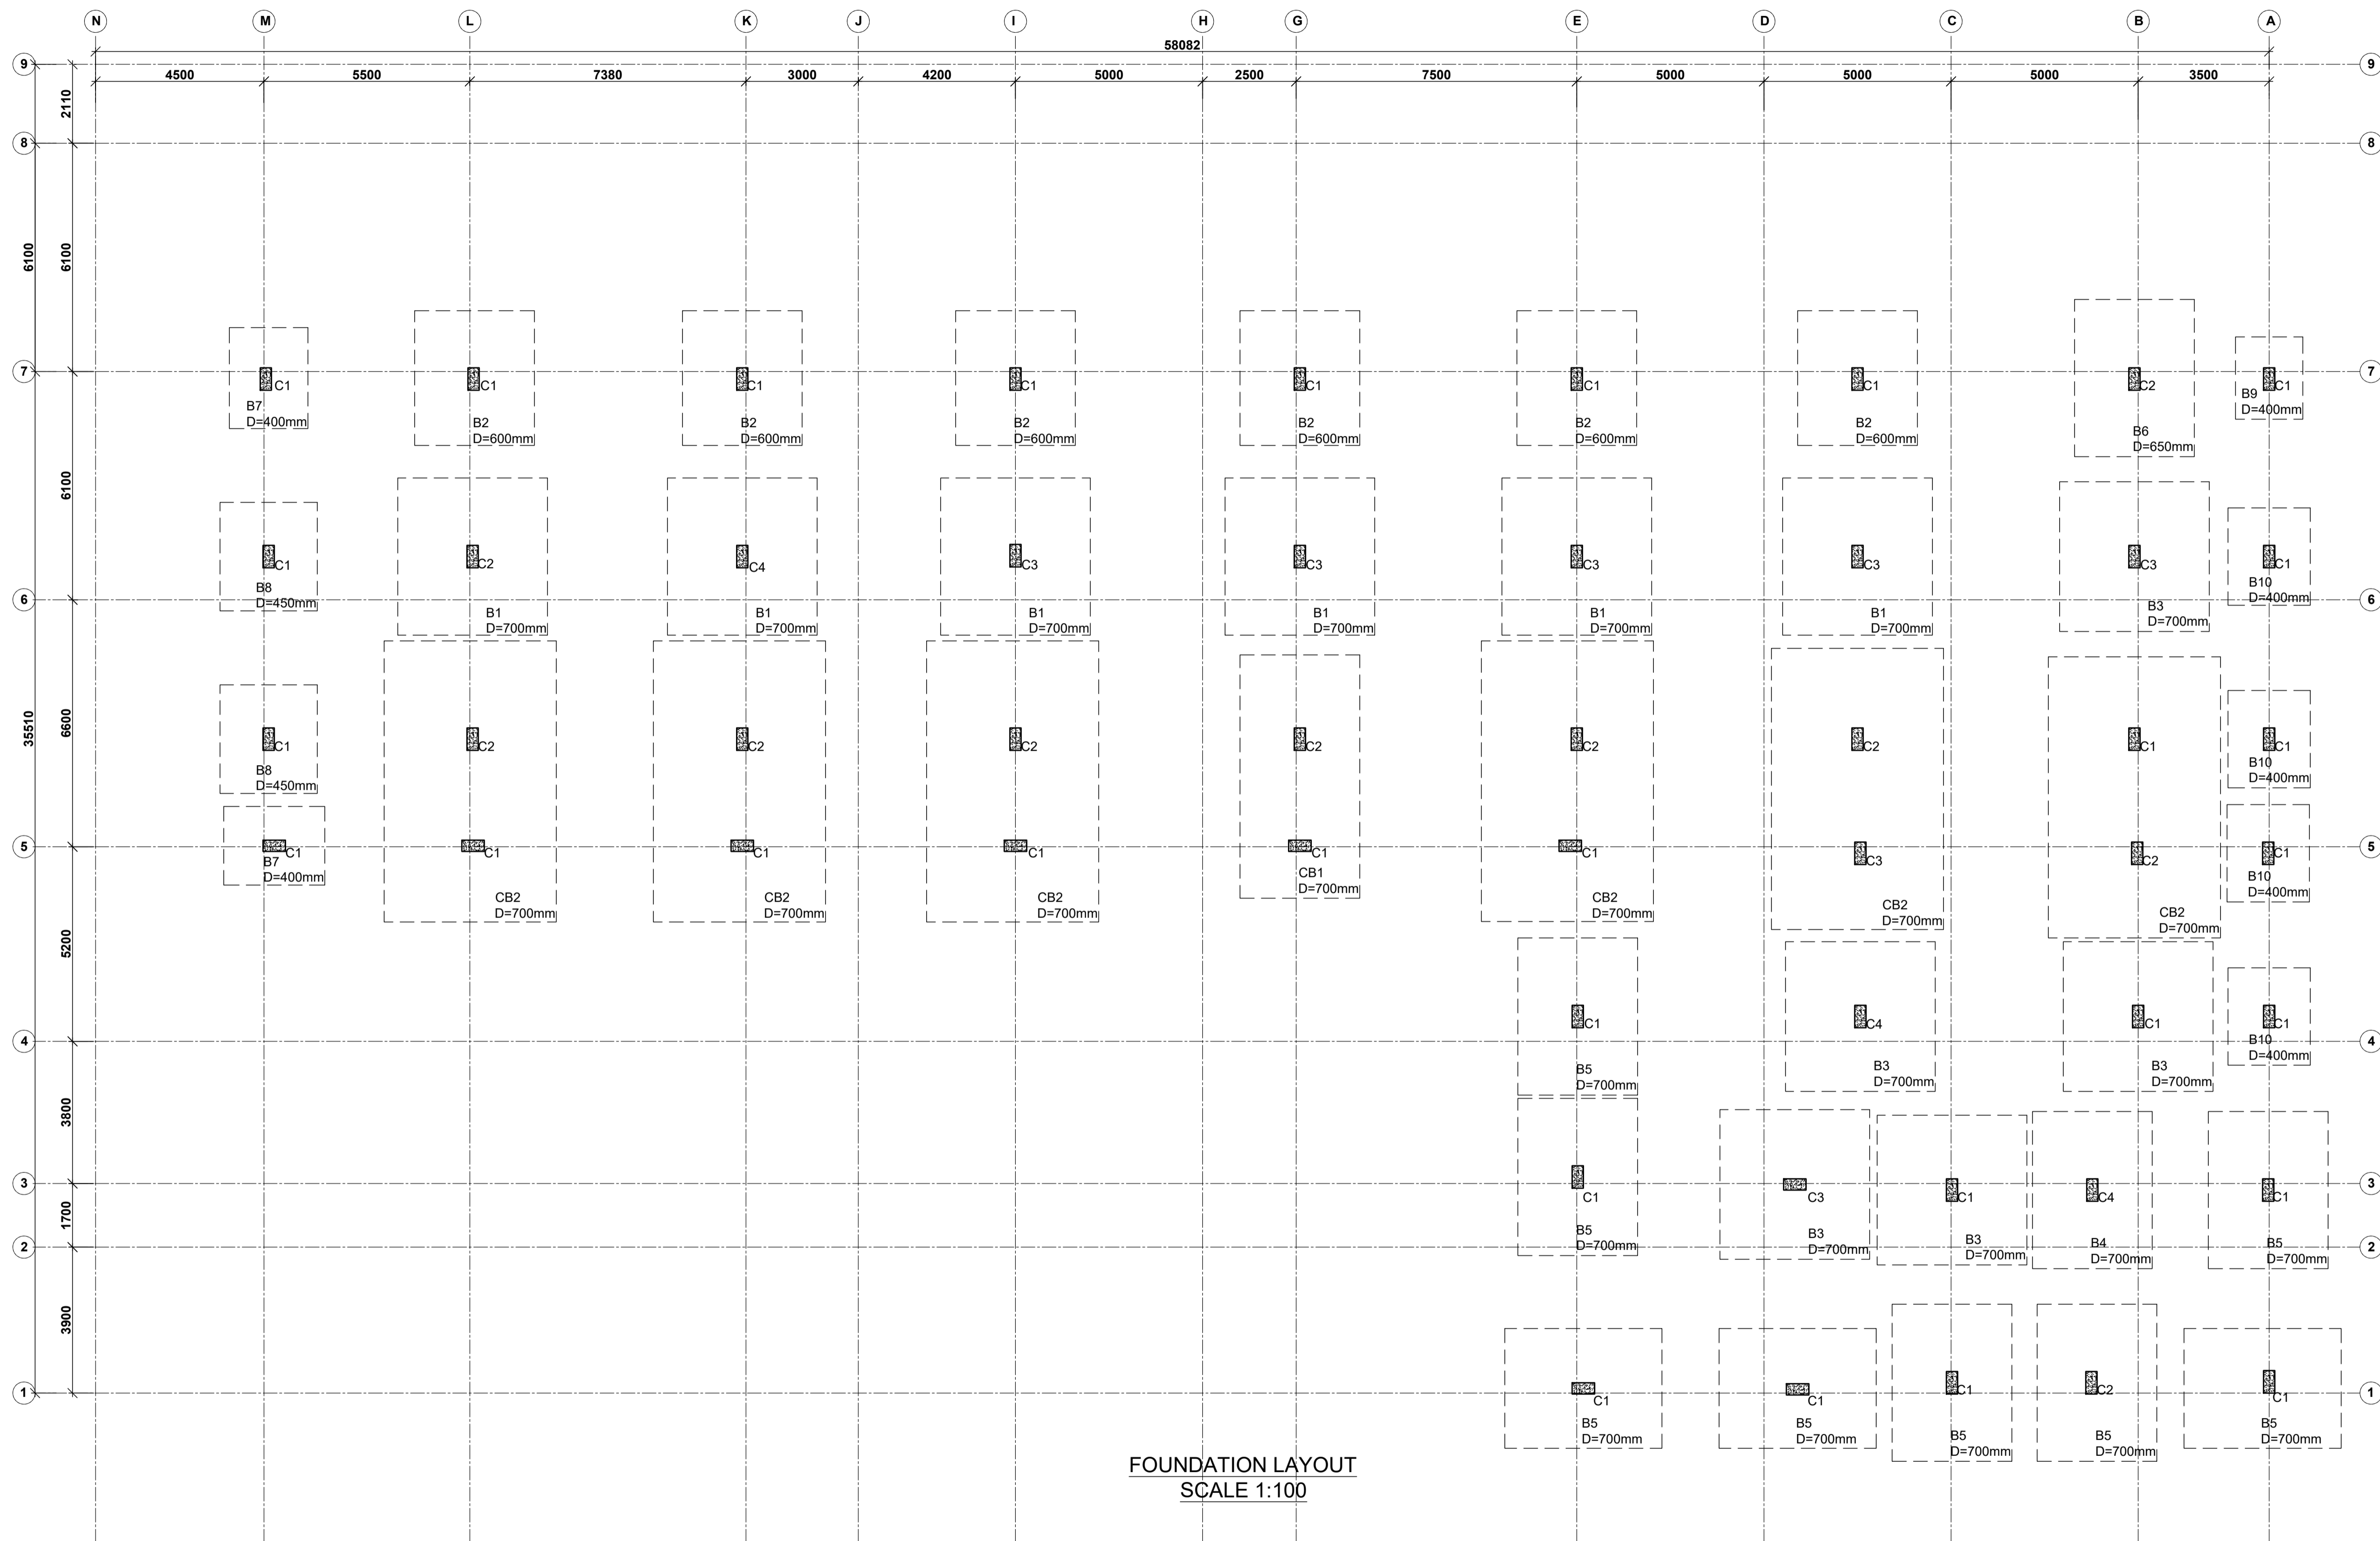 N M L K J I H G E D C B A
58082
9 9
4500 5500 7380 3000 4200 5000 2500 7500 5000 5000 5000 3500
2110
8 8
6100 6100
7 7
C1 C1 C1 C1 C1 C1 C1 C2 C1
B7 B2 B2 B2 B2 B2 B2 B6 B9
D=400mm D=600mm D=600mm D=600mm D=600mm D=600mm D=600mm D=650mm D=400mm
6100
C1 C2 C4 C3 C3 C3 C3 C3 C1
B8 B1 B1 B1 B1 B1 B1 B3 B10
D=450mm D=700mm D=700mm D=700mm D=700mm D=700mm D=700mm D=700mm D=400mm
6 6
35510 6600
C1 C2 C2 C2 C2 C2 C2 C1 C1
B8 B10
D=450mm D=400mm
5 5
C1 C1 C1 C1 C1 C1 C3 C2 C1
B7 CB2 CB2 CB2 CB1 CB2 CB2 CB2 B10
D=400mm D=700mm D=700mm D=700mm D=700mm D=700mm D=700mm D=700mm D=400mm
5200
C1 C4 C1 C1
4 4
B5 B3 B3 B10
D=700mm D=700mm D=700mm D=400mm
3800
3 3
C1 C3 C1 C4 C1
1700
B5 B3 B3 B4 B5
D=700mm D=700mm D=700mm D=700mm D=700mm
2 2
3900
1 1
C1 C1 C1 C2 C1
B5 B5 B5 B5 B5
D=700mm D=700mm D=700mm D=700mm D=700mm
FOUNDATION LAYOUT
SCALE 1:100